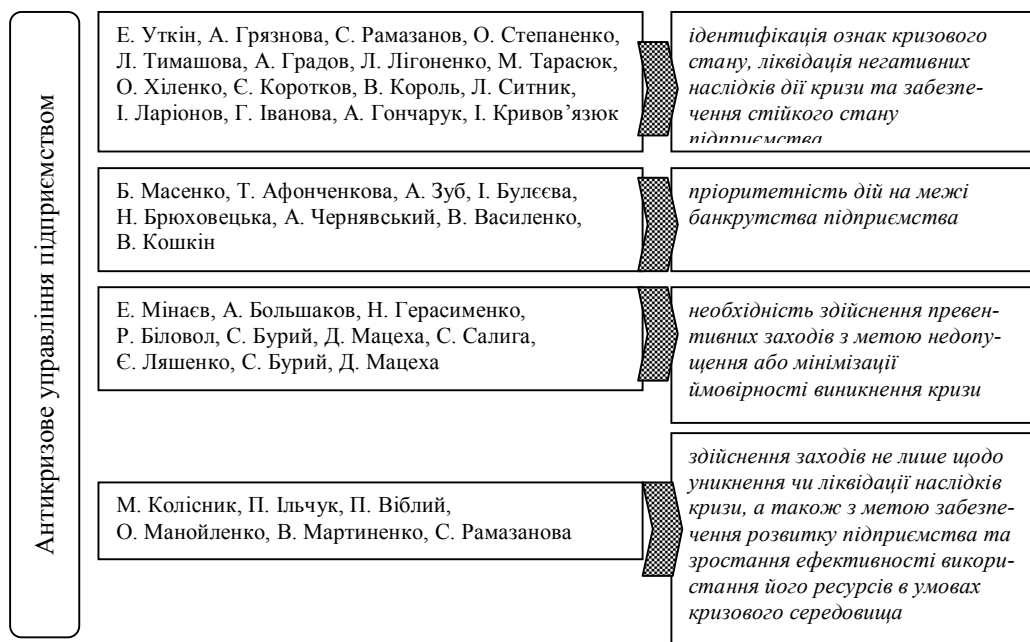 Антикризове управління підприємством
Е. Уткін, А. Грязнова, С. Рамазанов, О. Степаненко,
Л. Тимашова, А. Градов, Л. Лігоненко, М. Тарасюк,
О. Хіленко, Є. Коротков, В. Король, Л. Ситник,
І. Ларіонов, Г. Іванова, А. Гончарук, І. Кривов’язюк
ідентифікація ознак кризового
стану, ліквідація негативних
наслідків дії кризи та забезпе-
чення стійкого стану
підприємства
Б. Масенко, Т. Афонченкова, А. Зуб, І. Булєєва,
Н. Брюховецька, А. Чернявський, В. Василенко,
В. Кошкін
пріоритетність дій на межі
банкрутства підприємства
Е. Мінаєв, А. Большаков, Н. Герасименко,
Р. Біловол, С. Бурий, Д. Мацеха, С. Салига,
Є. Ляшенко, С. Бурий, Д. Мацеха
необхідність здійснення превен-
тивних заходів з метою недопу-
щення або мінімізації
ймовірності виникнення кризи
М. Колісник, П. Ільчук, П. Віблий,
О. Манойленко, В. Мартиненко, С. Рамазанова
здійснення заходів не лише щодо
уникнення чи ліквідації наслідків
кризи, а також з метою забезпе-
чення розвитку підприємства та
зростання ефективності викори-
стання його ресурсів в умовах
кризового середовища